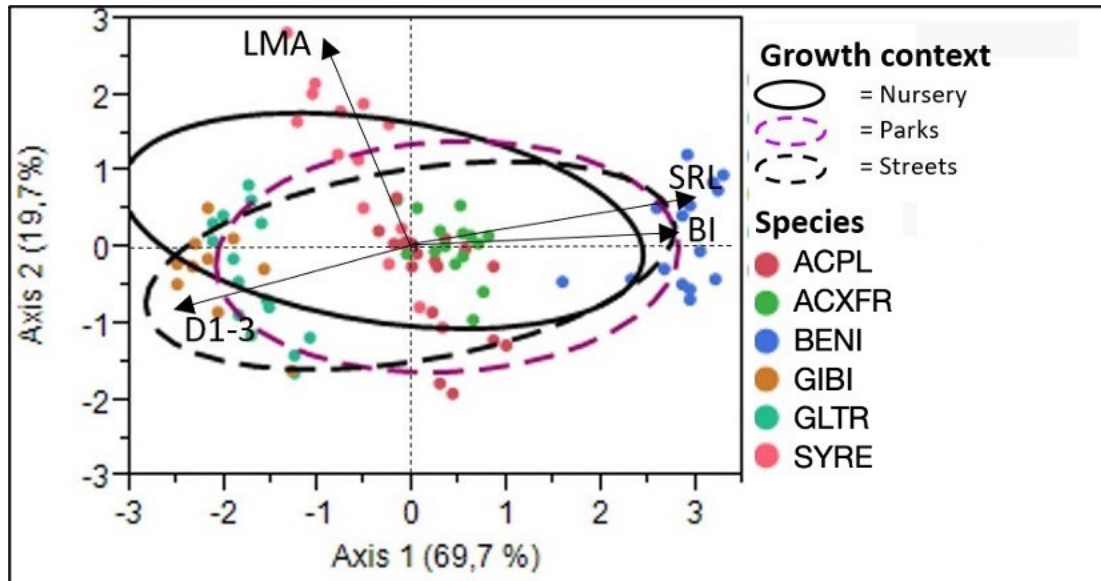 3
2
1
0
-1
-2
-3
Axis 2 (19,7%)
LMA
SRL
BI
D1-3
-3
-2
-1
0
1
2
3
Axis 1 (69,7 %)
Growth context
= Nursery
= Parks
= Streets
Species
ACPL
ACXFR
BENI
GIBI
GLTR
SYRE